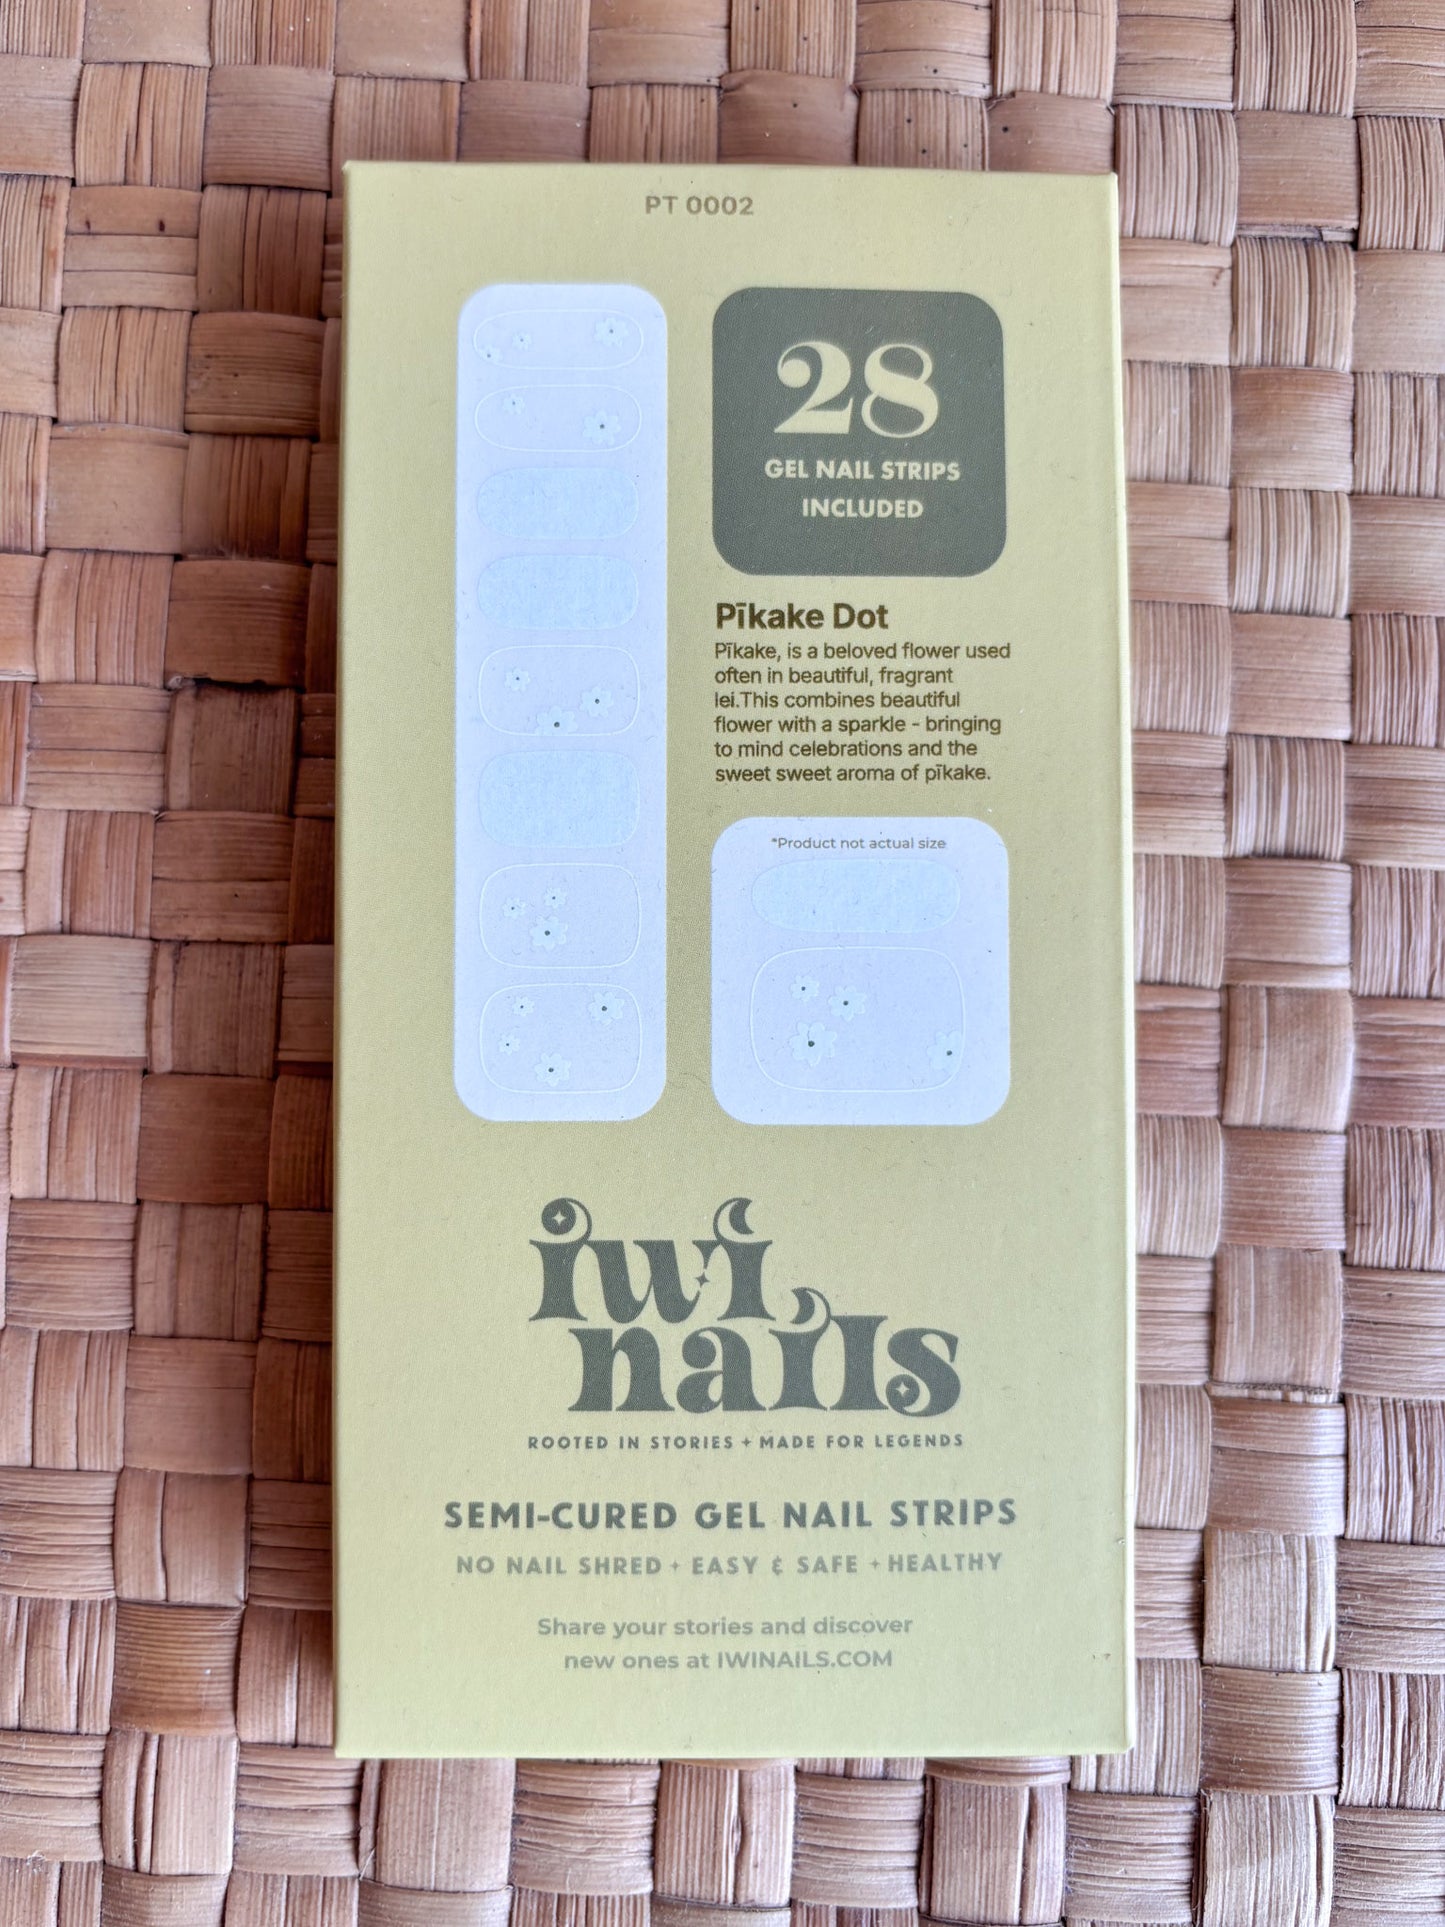 PT 0002
28
GEL NAIL STRIPS
INCLUDED
Pīkake Dot
Pīkake, is a beloved flower used
often in beautiful, fragrant
lei.This combines beautiful
flower with a sparkle - bringing
to mind celebrations and the
sweet sweet aroma of pīkake.
*Product not actual size
iwi
nails
ROOTED IN STORIES + MADE FOR LEGENDS
SEMI-CURED GEL NAIL STRIPS
NO NAIL SHRED + EASY & SAFE + HEALTHY
Share your stories and discover
new ones at IWINAILS.COM